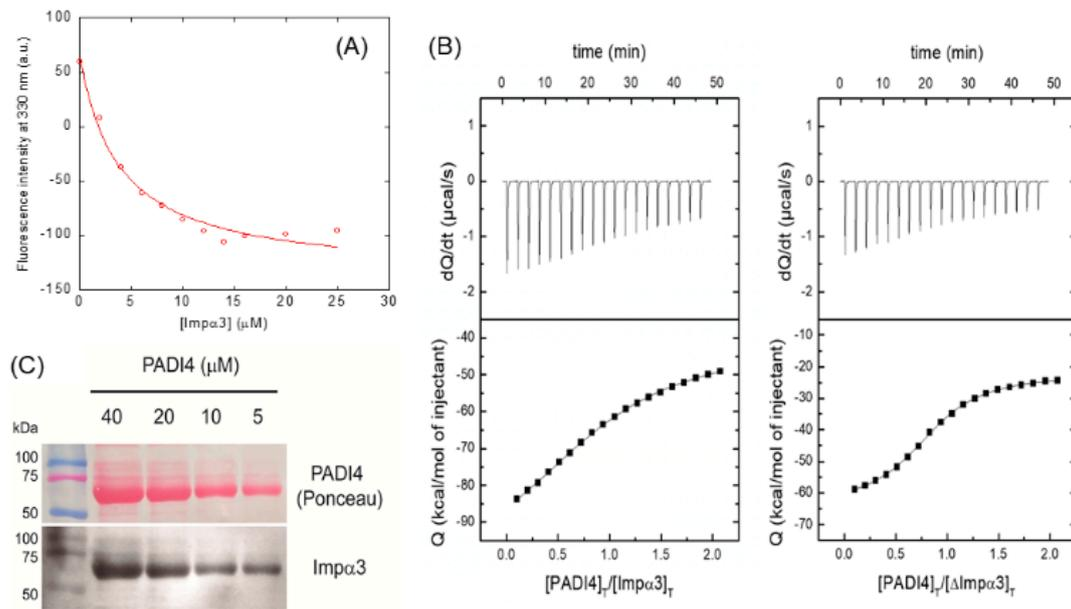 (A)
Fluorescence intensity at 330 nm (a.u.)
100
50
0
-50
-100
-150
0 5 10 15 20 25 30
[Impα3] (μM)
(B)
time (min)
0 10 20 30 40 50
dQ/dt (μcal/s)
1
0
-1
-2
Q (kcal/mol of injectant)
-40
-50
-60
-70
-80
-90
0.0 0.5 1.0 1.5 2.0
[PADI4]T/[Impα3]T
time (min)
0 10 20 30 40 50
dQ/dt (μcal/s)
1
0
-1
-2
Q (kcal/mol of injectant)
-10
-20
-30
-40
-50
-60
-70
0.0 0.5 1.0 1.5 2.0
[PADI4]T/[ΔImpα3]T
(C)
PADI4 (μM)
40 20 10 5
kDa
100
75
50
PADI4
(Ponceau)
100
75
50
Impα3